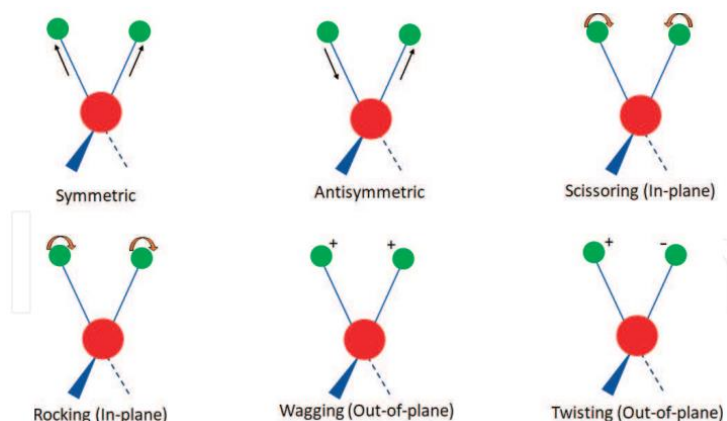 Symmetric
Antisymmetric
Scissoring (In-plane)
+ +
+ -
Rocking (In-plane)
Wagging (Out-of-plane)
Twisting (Out-of-plane)